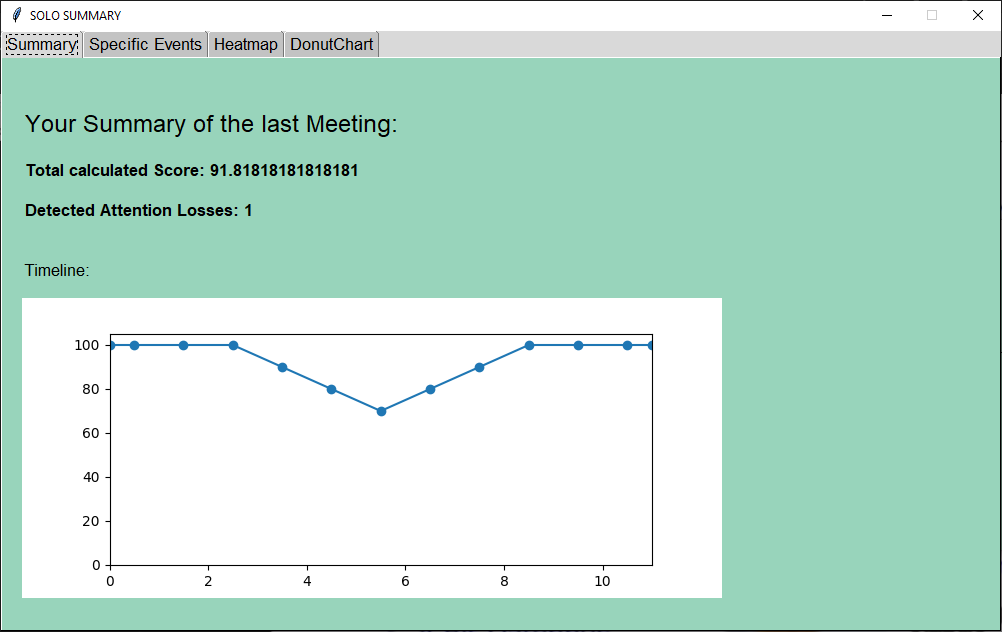 SOLO SUMMARY
Summary Specific Events Heatmap DonutChart
Your Summary of the last Meeting:
Total calculated Score: 91.81818181818181
Detected Attention Losses: 1
Timeline:
100
80
60
40
20
0
0 2 4 6 8 10